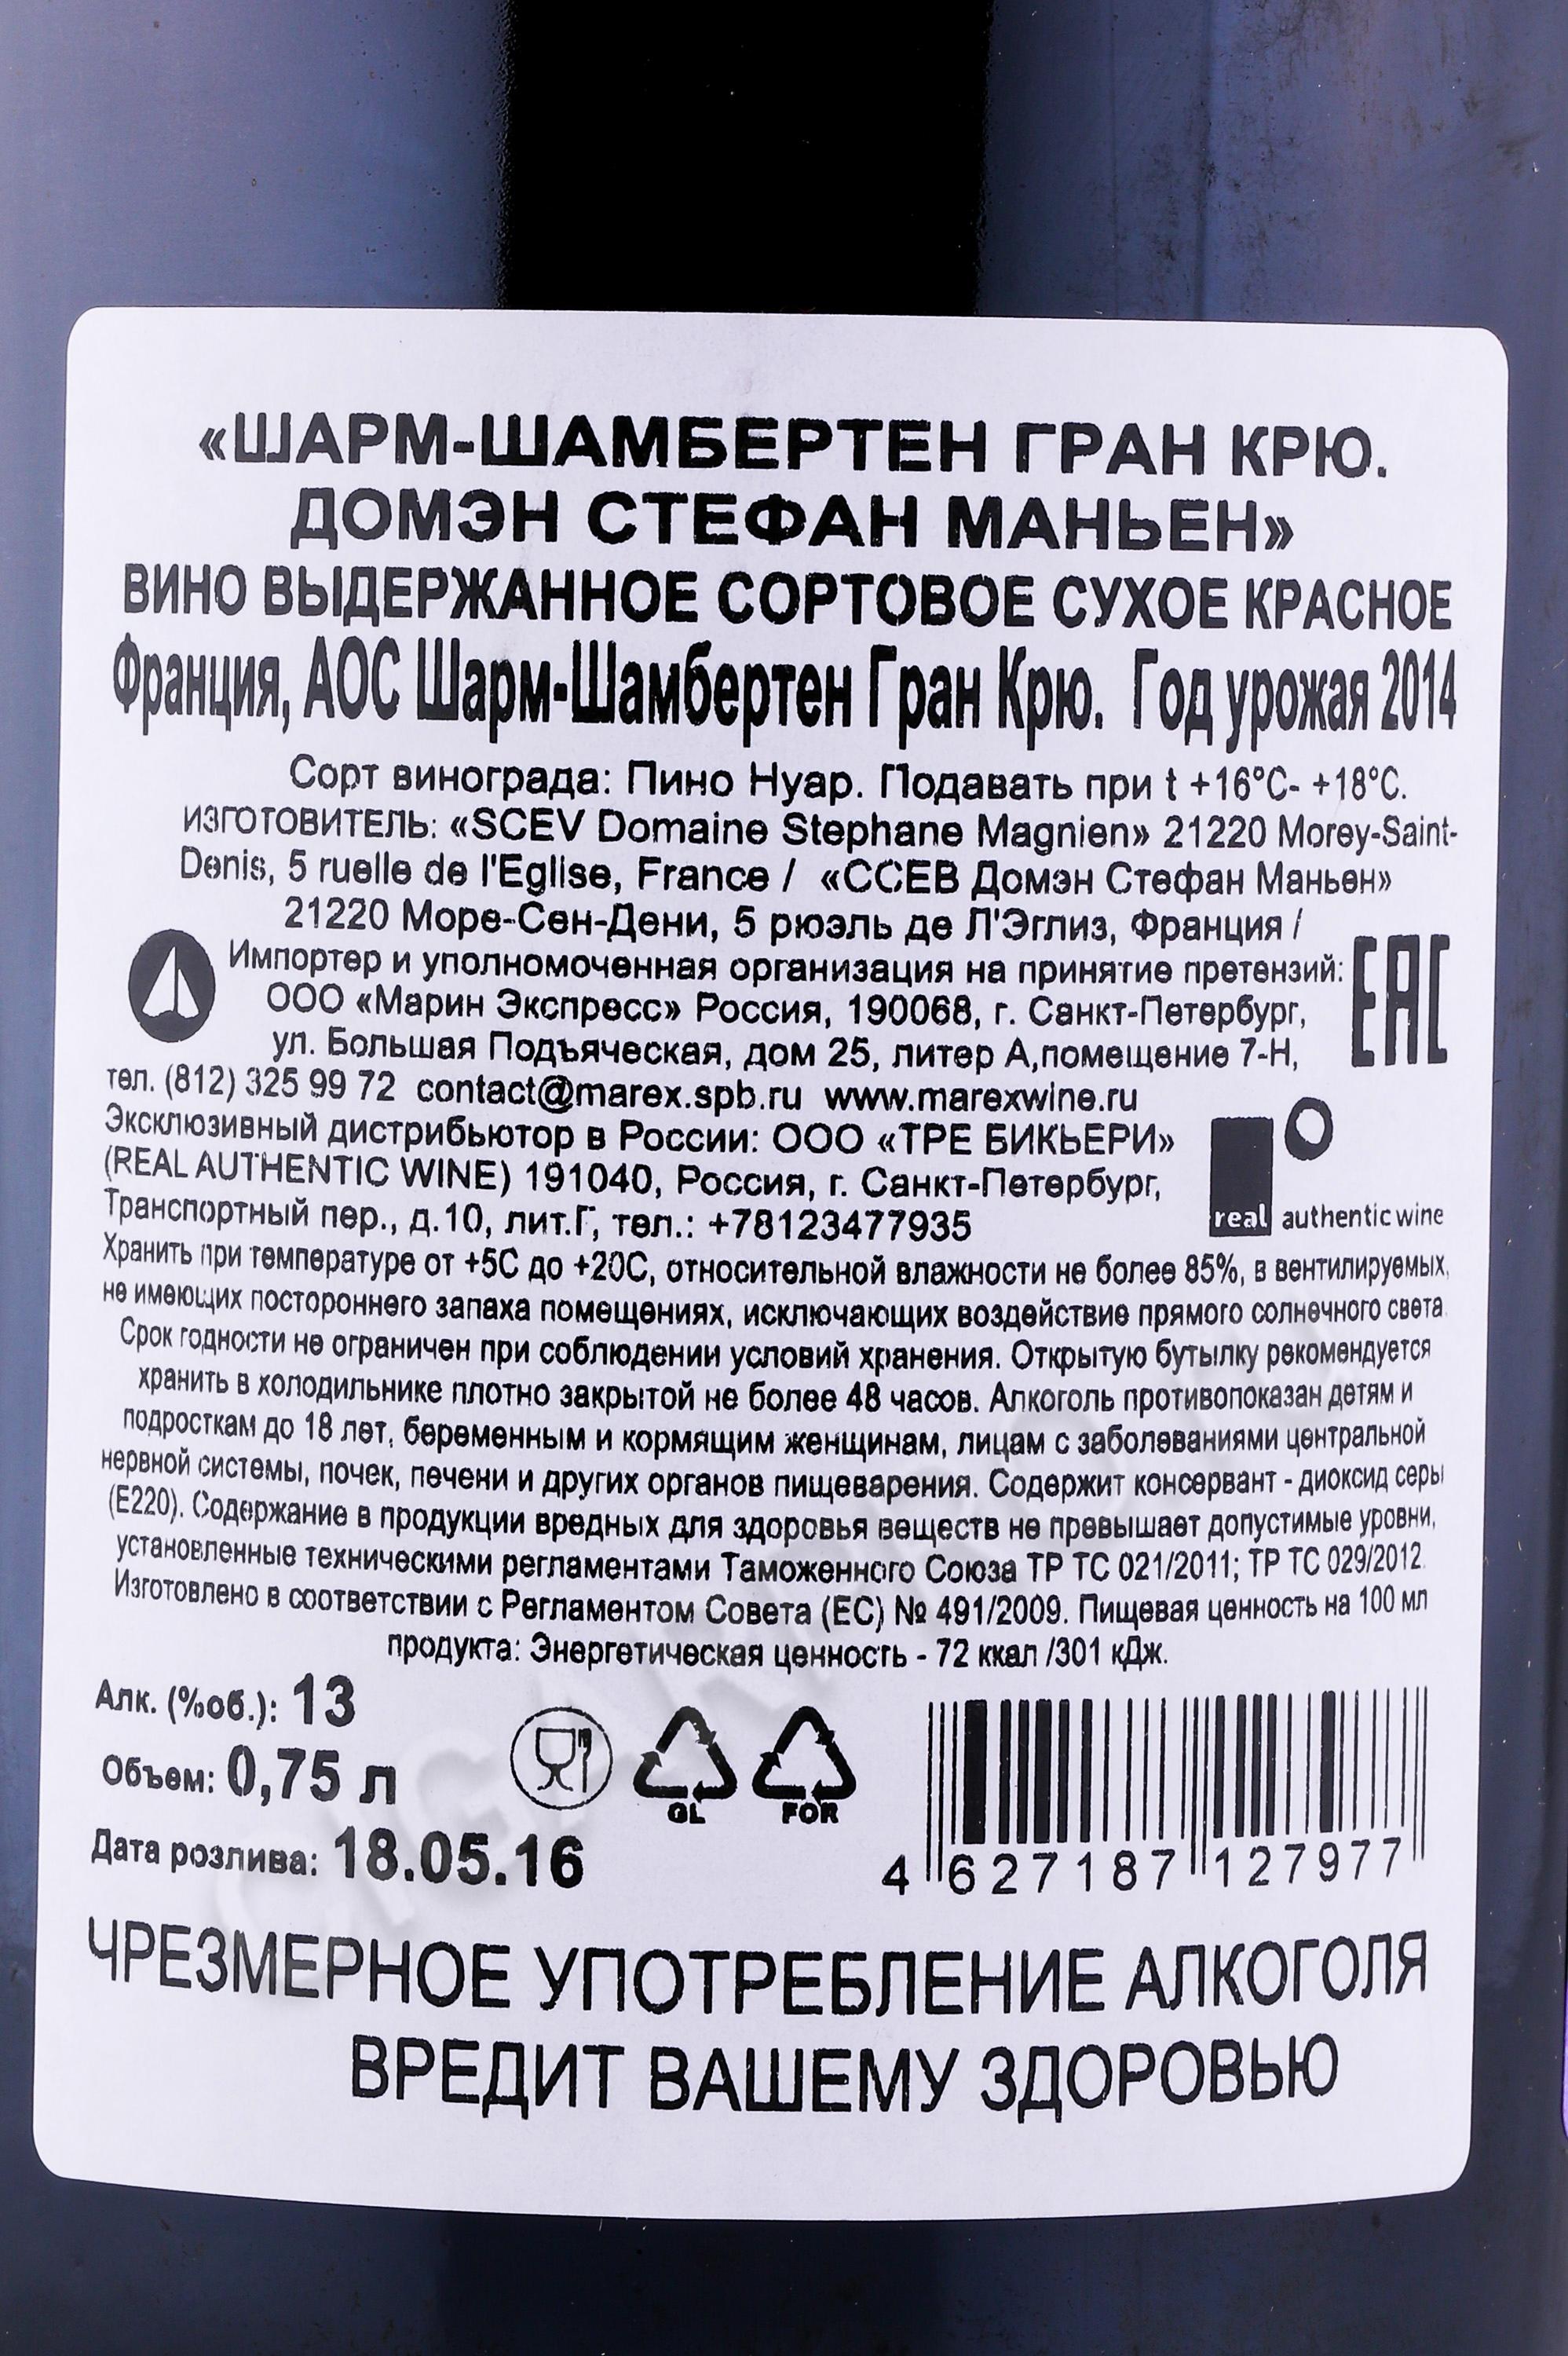 «ШАРМ-ШАМБЕРТЕН ГРАН КРЮ.
ДОМЭН СТЕФАН МАНЬЕН»
ВИНО ВЫДЕРЖАННОЕ СОРТОВОЕ СУХОЕ КРАСНОЕ
Франция, АОС Шарм-Шамбертен Гран Крю. Год урожая 2014
Сорт винограда: Пино Нуар. Подавать при t +16°C- +18°C.
ИЗГОТОВИТЕЛЬ: «SCEV Domaine Stephane Magnien» 21220 Morey-Saint-
Denis, 5 ruelle de l'Eglise, France / «ССЕВ Домэн Стефан Маньен»
21220 Море-Сен-Дени, 5 рюэль де Л'Эглиз, Франция /
Импортер и уполномоченная организация на принятие претензий:
ООО «Марин Экспресс» Россия, 190068, г. Санкт-Петербург,
ул. Большая Подъяческая, дом 25, литер А,помещение 7-Н,
EAC
тел. (812) 325 99 72 contact@marex.spb.ru www.marexwine.ru
Эксклюзивный дистрибьютор в России: ООО «ТРЕ БИКЬЕРИ»
(REAL AUTHENTIC WINE) 191040, Россия, г. Санкт-Петербург,
Транспортный пер., д.10, лит.Г, тел.: +78123477935
real authentic wine
Хранить при температуре от +5С до +20С, относительной влажности не более 85%, в вентилируемых,
не имеющих постороннего запаха помещениях, исключающих воздействие прямого солнечного света.
Срок годности не ограничен при соблюдении условий хранения. Открытую бутылку рекомендуется
хранить в холодильнике плотно закрытой не более 48 часов. Алкоголь противопоказан детям и
подросткам до 18 лет, беременным и кормящим женщинам, лицам с заболеваниями центральной
нервной системы, почек, печени и других органов пищеварения. Содержит консервант - диоксид серы
(Е220). Содержание в продукции вредных для здоровья веществ не превышает допустимые уровни,
установленные техническими регламентами Таможенного Союза ТР ТС 021/2011; ТР ТС 029/2012.
Изготовлено в соответствии с Регламентом Совета (ЕС) № 491/2009. Пищевая ценность на 100 мл
продукта: Энергетическая ценность - 72 ккал /301 кДж.
Алк. (%об.): 13
Объем: 0,75 л
Дата розлива: 18.05.16
GL FOR
4 627187 127977
ЧРЕЗМЕРНОЕ УПОТРЕБЛЕНИЕ АЛКОГОЛЯ
ВРЕДИТ ВАШЕМУ ЗДОРОВЬЮ